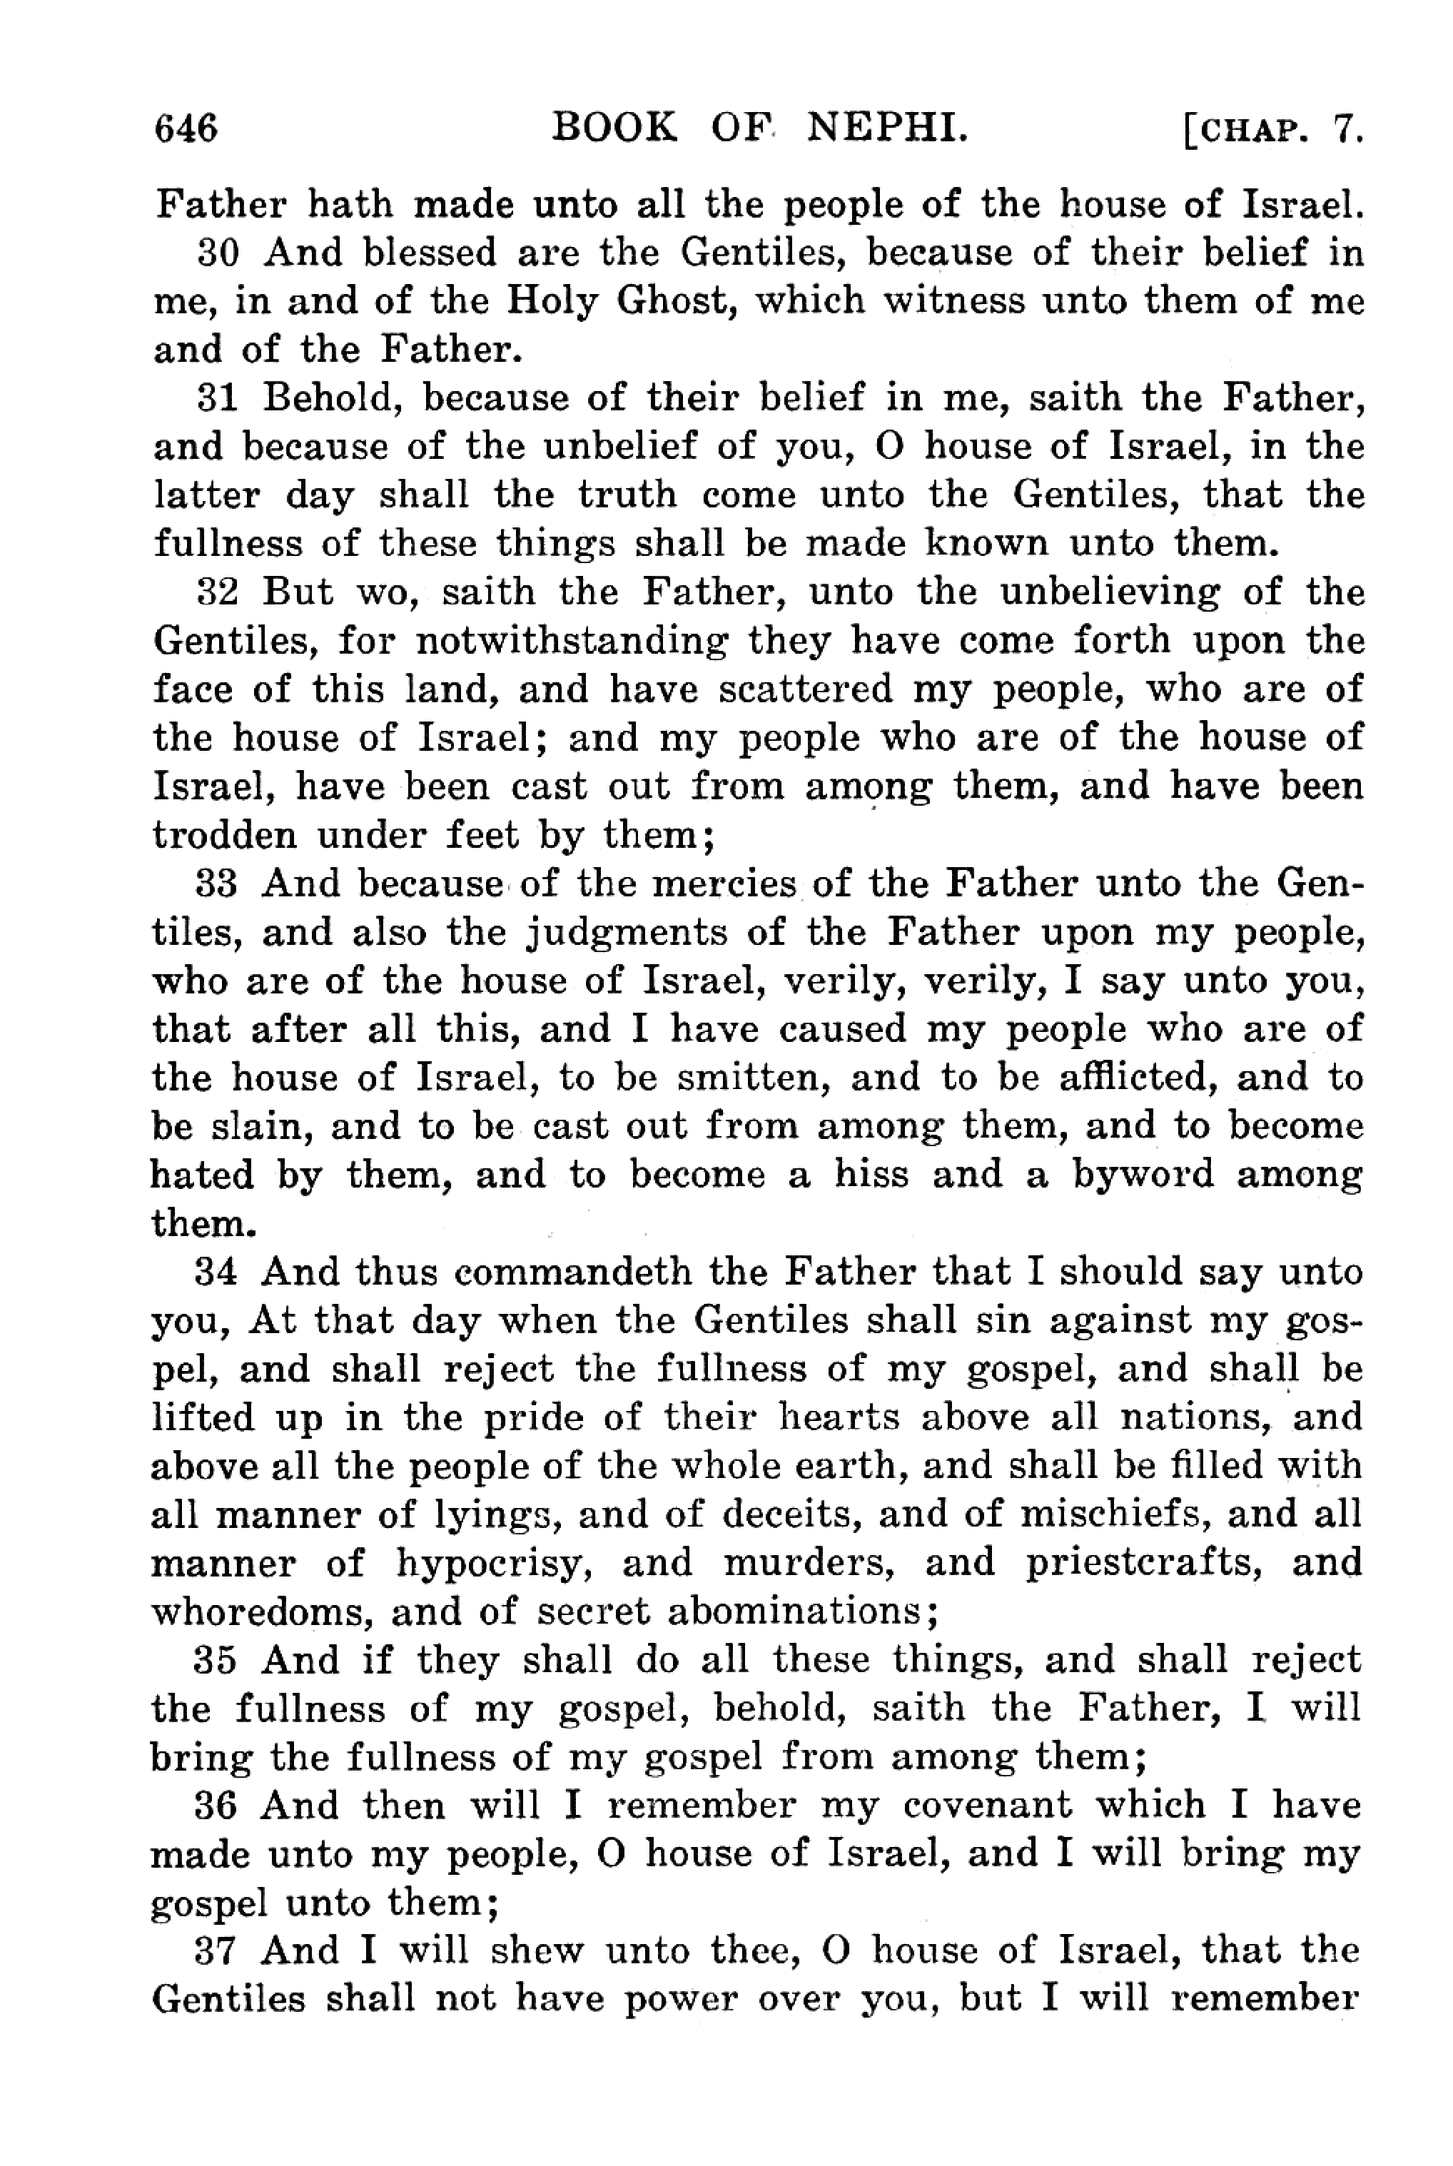 646 BOOK OF NEPHI. [CHAP. 7.
Father hath made unto all the people of the house of Israel.
30 And blessed are the Gentiles, because of their belief in
me, in and of the Holy Ghost, which witness unto them of me
and of the Father.
31 Behold, because of their belief in me, saith the Father,
and because of the unbelief of you, O house of Israel, in the
latter day shall the truth come unto the Gentiles, that the
fullness of these things shall be made known unto them.
32 But wo, saith the Father, unto the unbelieving of the
Gentiles, for notwithstanding they have come forth upon the
face of this land, and have scattered my people, who are of
the house of Israel; and my people who are of the house of
Israel, have been cast out from among them, and have been
trodden under feet by them;
33 And because of the mercies of the Father unto the Gen-
tiles, and also the judgments of the Father upon my people,
who are of the house of Israel, verily, verily, I say unto you,
that after all this, and I have caused my people who are of
the house of Israel, to be smitten, and to be afflicted, and to
be slain, and to be cast out from among them, and to become
hated by them, and to become a hiss and a byword among
them.
34 And thus commandeth the Father that I should say unto
you, At that day when the Gentiles shall sin against my gos-
pel, and shall reject the fullness of my gospel, and shall be
lifted up in the pride of their hearts above all nations, and
above all the people of the whole earth, and shall be filled with
all manner of lyings, and of deceits, and of mischiefs, and all
manner of hypocrisy, and murders, and priestcrafts, and
whoredoms, and of secret abominations;
35 And if they shall do all these things, and shall reject
the fullness of my gospel, behold, saith the Father, I will
bring the fullness of my gospel from among them;
36 And then will I remember my covenant which I have
made unto my people, O house of Israel, and I will bring my
gospel unto them;
37 And I will shew unto thee, O house of Israel, that the
Gentiles shall not have power over you, but I will remember